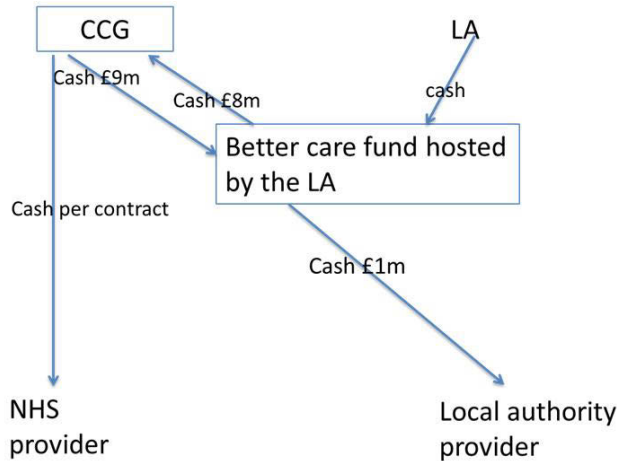 CCG
LA
Cash £9m
Cash £8m
cash
Better care fund hosted
by the LA
Cash per contract
Cash £1m
NHS
provider
Local authority
provider